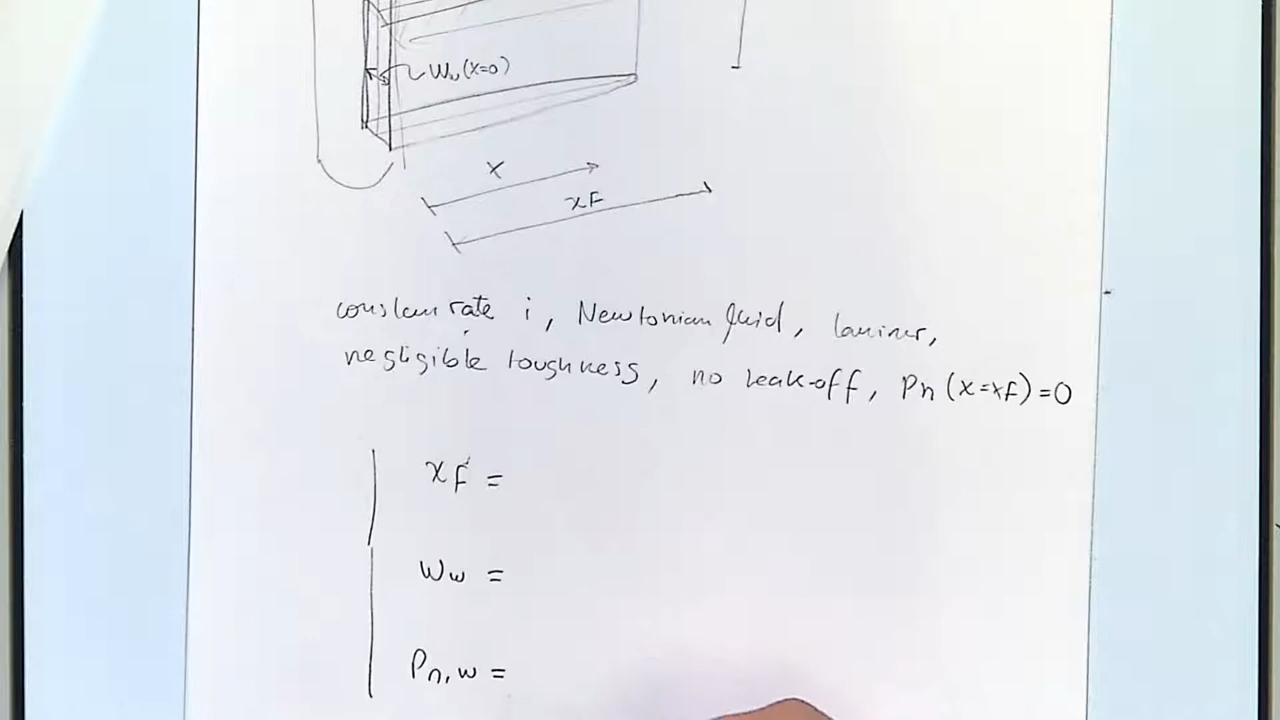 Ww (x=0)
x
xF
constant rate i, Newtonian fluid, laminar,
negligible toughness, no leak-off, Pn (x=xf)=0
xf =
Ww =
Pn,w =